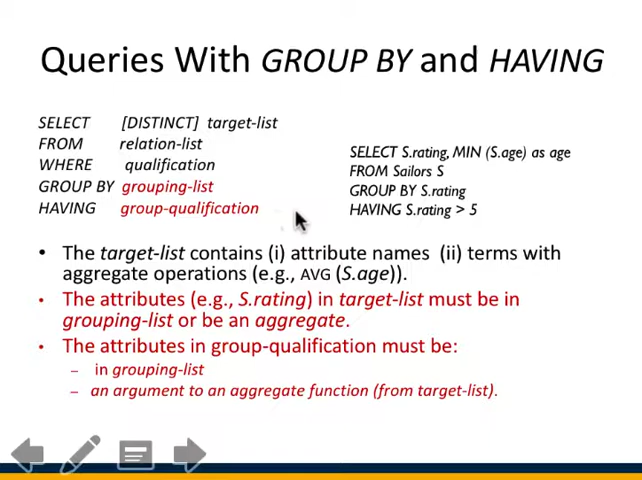 Queries With GROUP BY and HAVING
SELECT [DISTINCT] target-list
FROM relation-list
WHERE qualification
GROUP BY grouping-list
HAVING group-qualification
SELECT S.rating, MIN (S.age) as age
FROM Sailors S
GROUP BY S.rating
HAVING S.rating > 5
• The target-list contains (i) attribute names (ii) terms with
aggregate operations (e.g., AVG (S.age)).
• The attributes (e.g., S.rating) in target-list must be in
grouping-list or be an aggregate.
• The attributes in group-qualification must be:
– in grouping-list
– an argument to an aggregate function (from target-list).